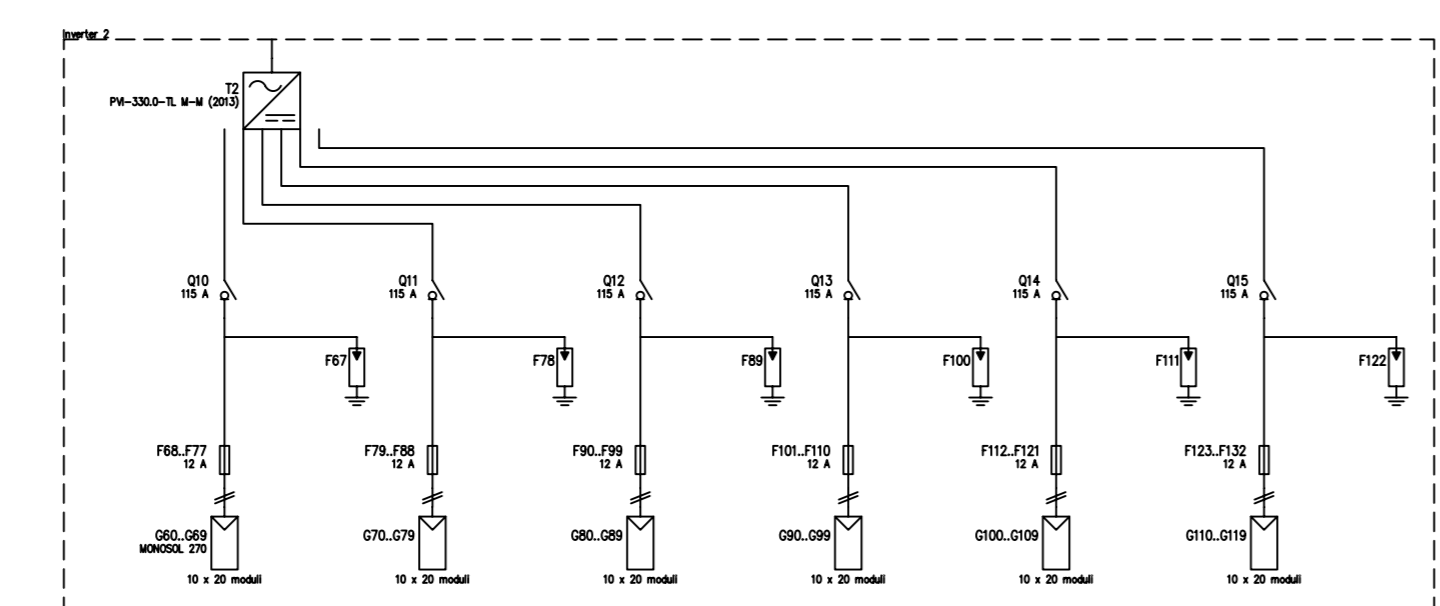 Inverter 2
T2
PVI-330.0-TL M-M (2013)
Q10
115 A
Q11
115 A
Q12
115 A
Q13
115 A
Q14
115 A
Q15
115 A
F67
F78
F89
F100
F111
F122
F68..F77
12 A
F79..F88
12 A
F90..F99
12 A
F101..F110
12 A
F112..F121
12 A
F123..F132
12 A
G60..G69
MONOSOL 270
G70..G79
G80..G89
G90..G99
G100..G109
G110..G119
10 x 20 moduli
10 x 20 moduli
10 x 20 moduli
10 x 20 moduli
10 x 20 moduli
10 x 20 moduli